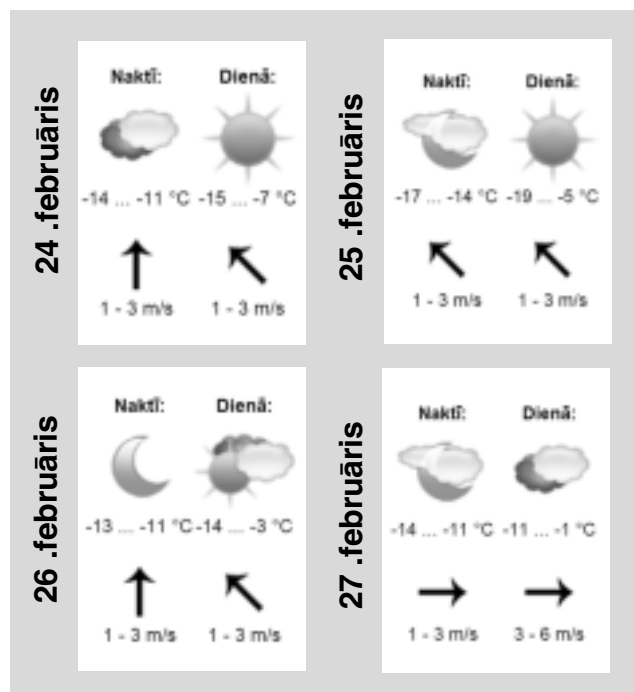 24 .februāris
Naktī: Dienā:
-14 ... -11 °C -15 ... -7 °C
1 - 3 m/s 1 - 3 m/s
25 .februāris
Naktī: Dienā:
-17 ... -14 °C -19 ... -5 °C
1 - 3 m/s 1 - 3 m/s
26 .februāris
Naktī: Dienā:
-13 ... -11 °C -14 ... -3 °C
1 - 3 m/s 1 - 3 m/s
27 .februāris
Naktī: Dienā:
-14 ... -11 °C -11 ... -1 °C
1 - 3 m/s 3 - 6 m/s